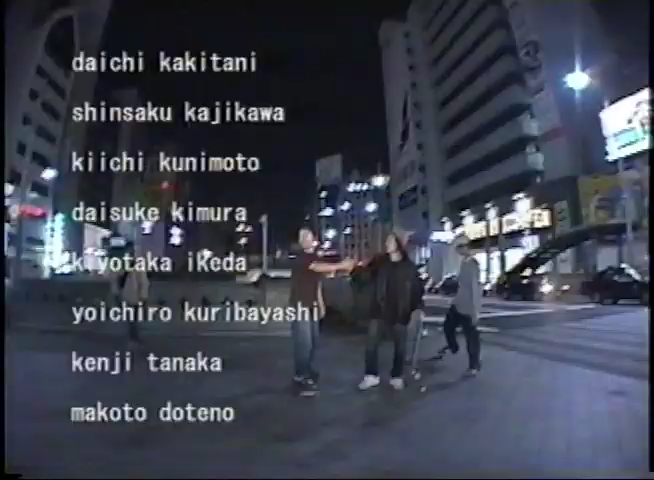 daichi kakitani
shinsaku kajikawa
kiichi kunimoto
daisuke kimura
kiyotaka ikeda
yoichiro kuribayashi
kenji tanaka
makoto doteno